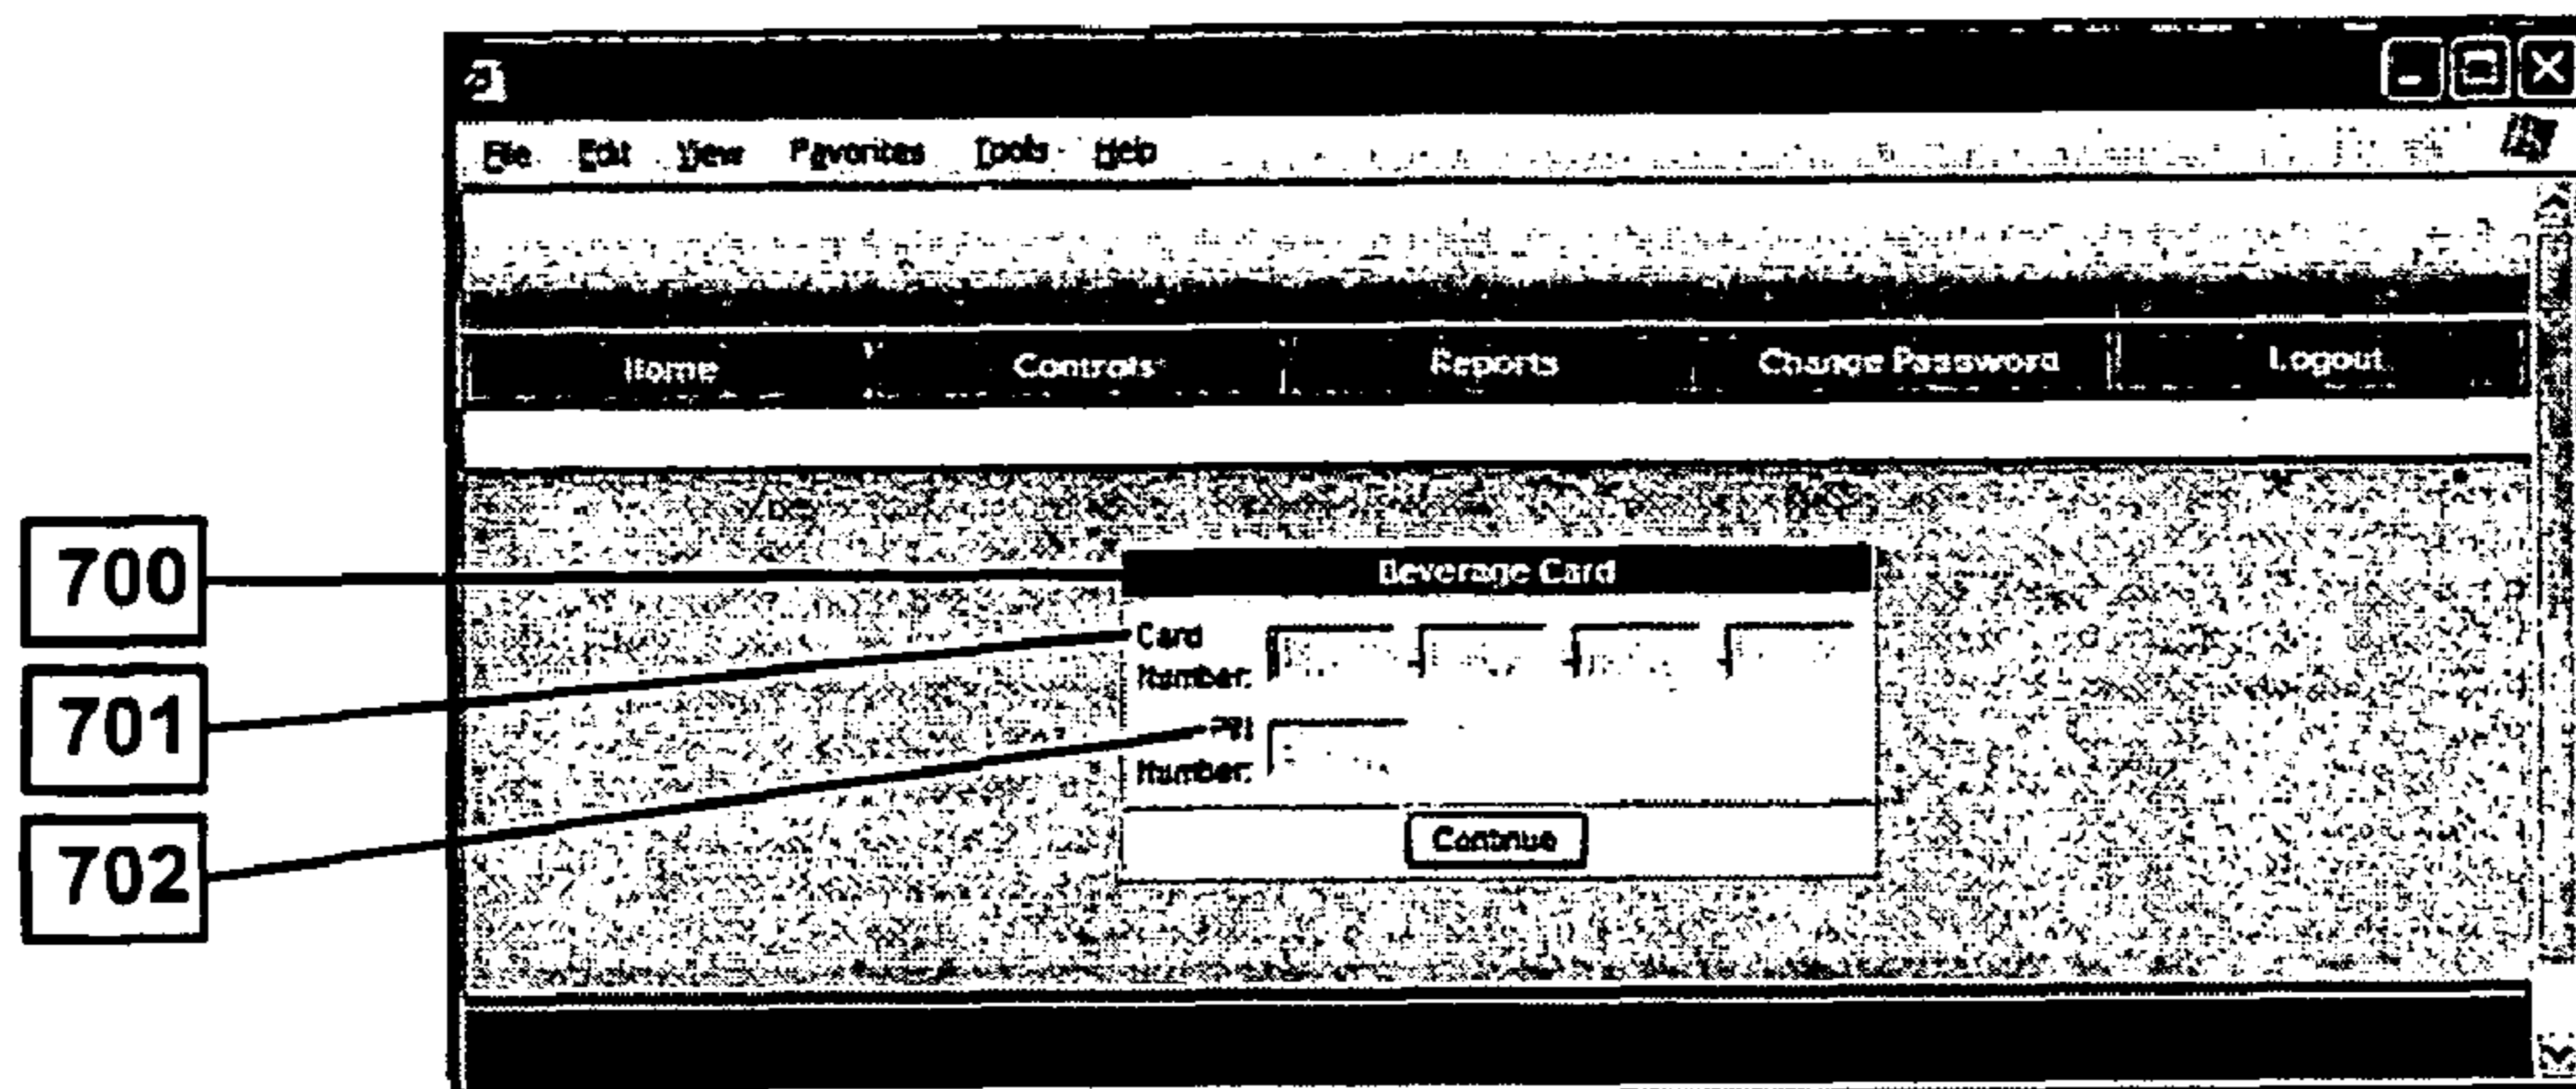 File Edit View Favorites Tools Help
Home Controls Reports Change Password Logout
700 Beverage Card
701 Card Number:
702 PIN Number:
Continue